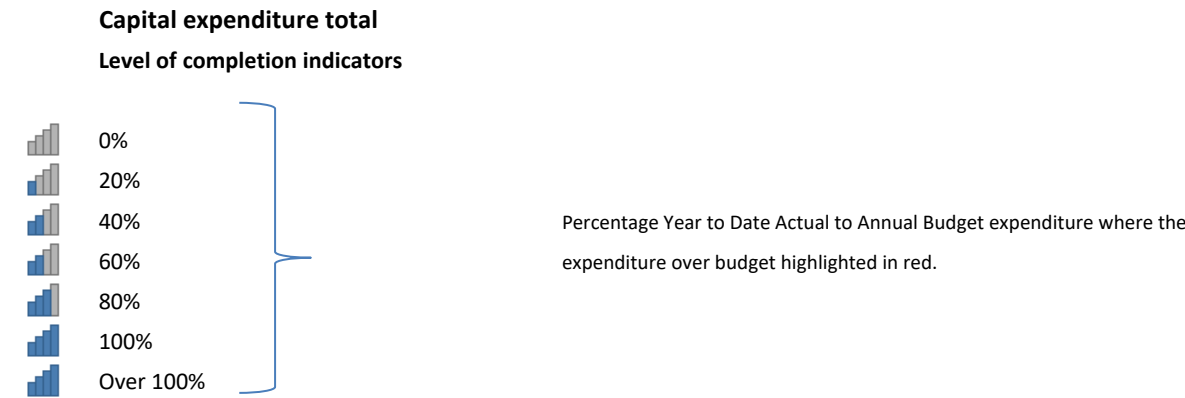 Capital expenditure total
Level of completion indicators
0%
20%
40%
60%
80%
100%
Over 100%
Percentage Year to Date Actual to Annual Budget expenditure where the
expenditure over budget highlighted in red.